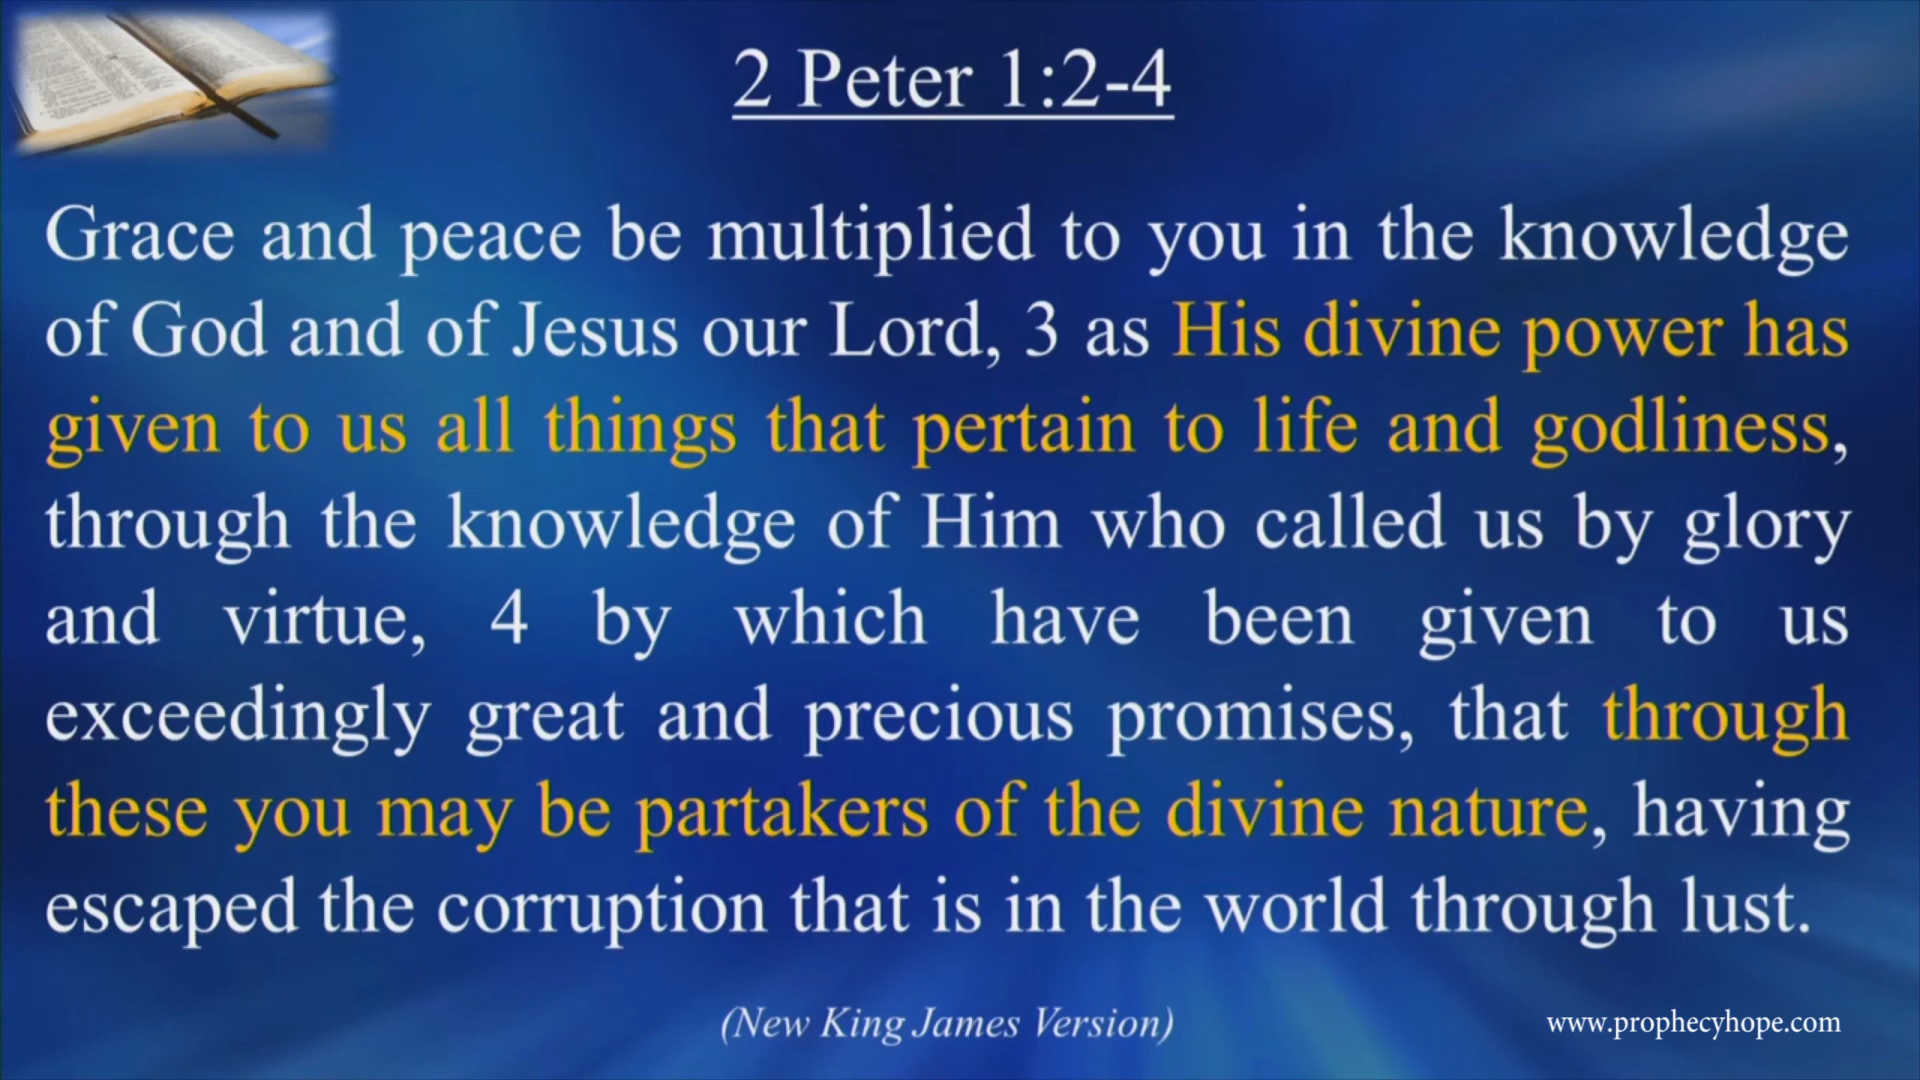 2 Peter 1:2-4
Grace and peace be multiplied to you in the knowledge
of God and of Jesus our Lord, 3 as His divine power has
given to us all things that pertain to life and godliness,
through the knowledge of Him who called us by glory
and virtue, 4 by which have been given to us
exceedingly great and precious promises, that through
these you may be partakers of the divine nature, having
escaped the corruption that is in the world through lust.
(New King James Version)
www.prophecyhope.com